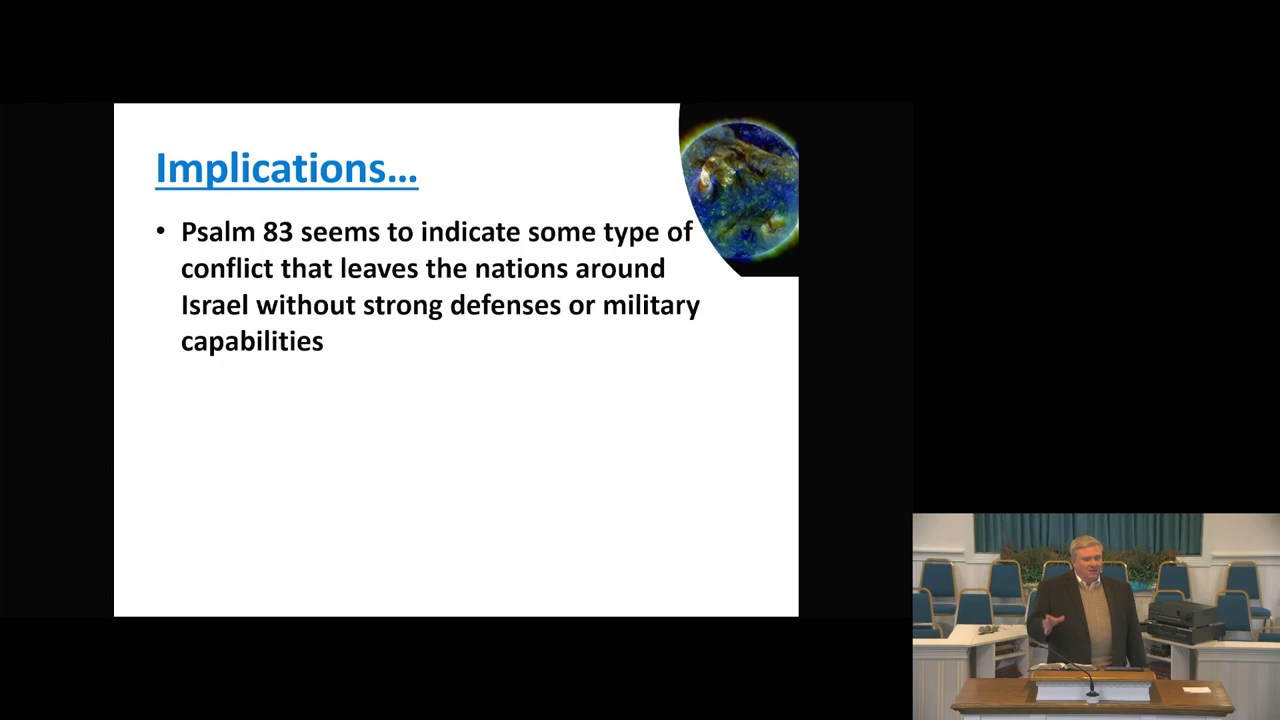 Implications...
• Psalm 83 seems to indicate some type of
conflict that leaves the nations around
Israel without strong defenses or military
capabilities